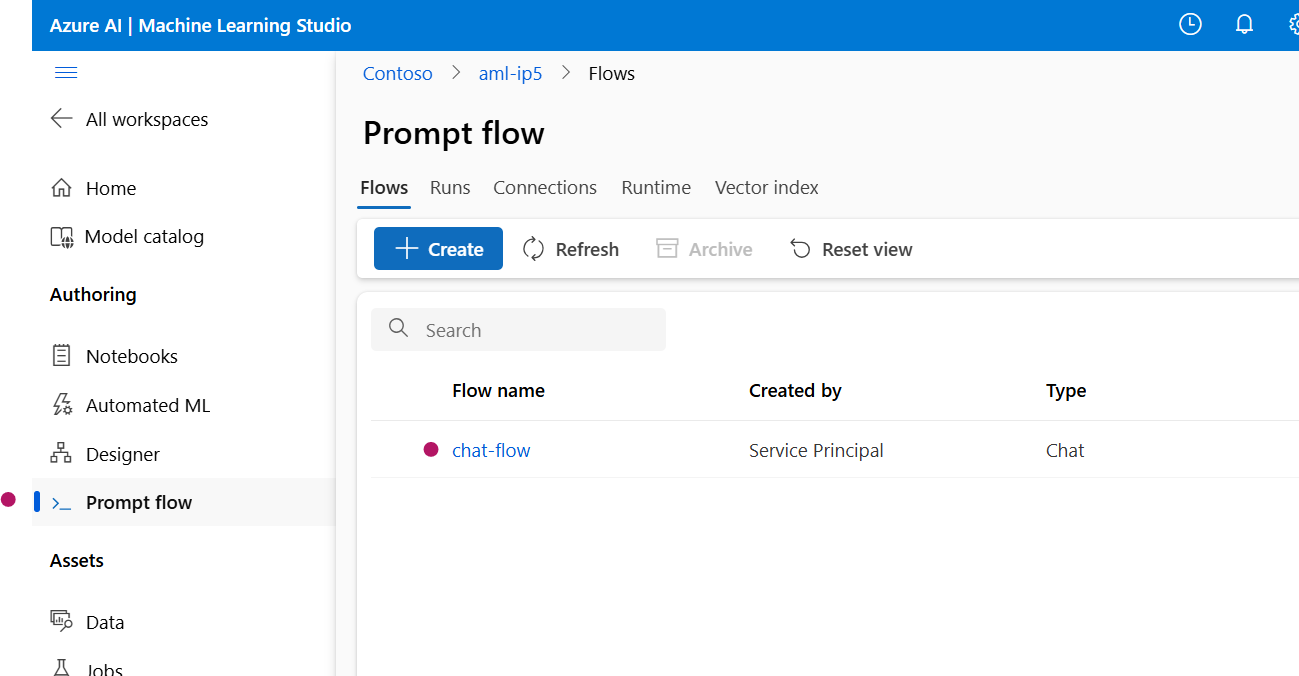 Azure AI | Machine Learning Studio
All workspaces
Home
Model catalog
Authoring
Notebooks
Automated ML
Designer
Prompt flow
Assets
Data
Jobs
Contoso > aml-ip5 > Flows
Prompt flow
Flows Runs Connections Runtime Vector index
Create Refresh Archive Reset view
Search
Flow name Created by Type
chat-flow Service Principal Chat